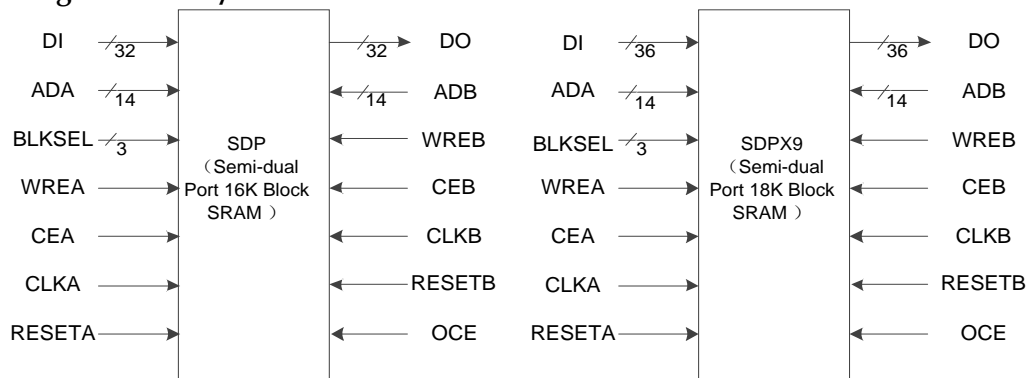 DI 32 32 DO
ADA 14 14 ADB
BLKSEL 3 WREB
WREA CEB
CEA CLKB
CLKA RESETB
RESETA OCE
SDP
（Semi-dual
Port 16K Block
SRAM ）
DI 36 36 DO
ADA 14 14 ADB
BLKSEL 3 WREB
WREA CEB
CEA CLKB
CLKA RESETB
RESETA OCE
SDPX9
（Semi-dual
Port 18K Block
SRAM ）